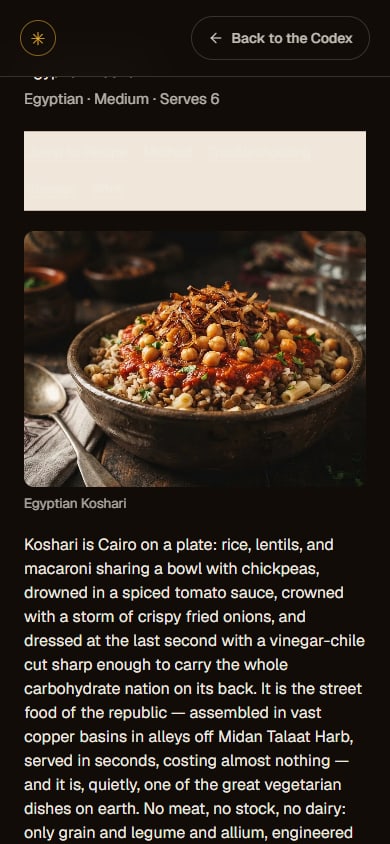 Back to the Codex
Egyptian · Medium · Serves 6
Egyptian Koshari
Koshari is Cairo on a plate: rice, lentils, and
macaroni sharing a bowl with chickpeas,
drowned in a spiced tomato sauce, crowned
with a storm of crispy fried onions, and
dressed at the last second with a vinegar-chile
cut sharp enough to carry the whole
carbohydrate nation on its back. It is the street
food of the republic — assembled in vast
copper basins in alleys off Midan Talaat Harb,
served in seconds, costing almost nothing —
and it is, quietly, one of the great vegetarian
dishes on earth. No meat, no stock, no dairy:
only grain and legume and allium, engineered